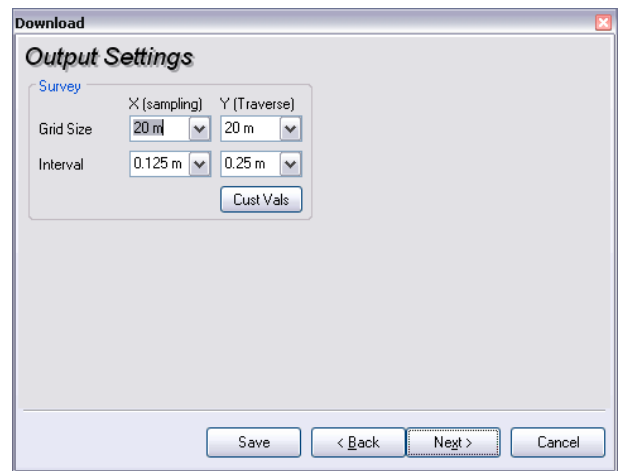 Download
Output Settings
Survey
X (sampling) Y (Traverse)
Grid Size 20 m 20 m
Interval 0.125 m 0.25 m
Cust Vals
Save < Back Next > Cancel